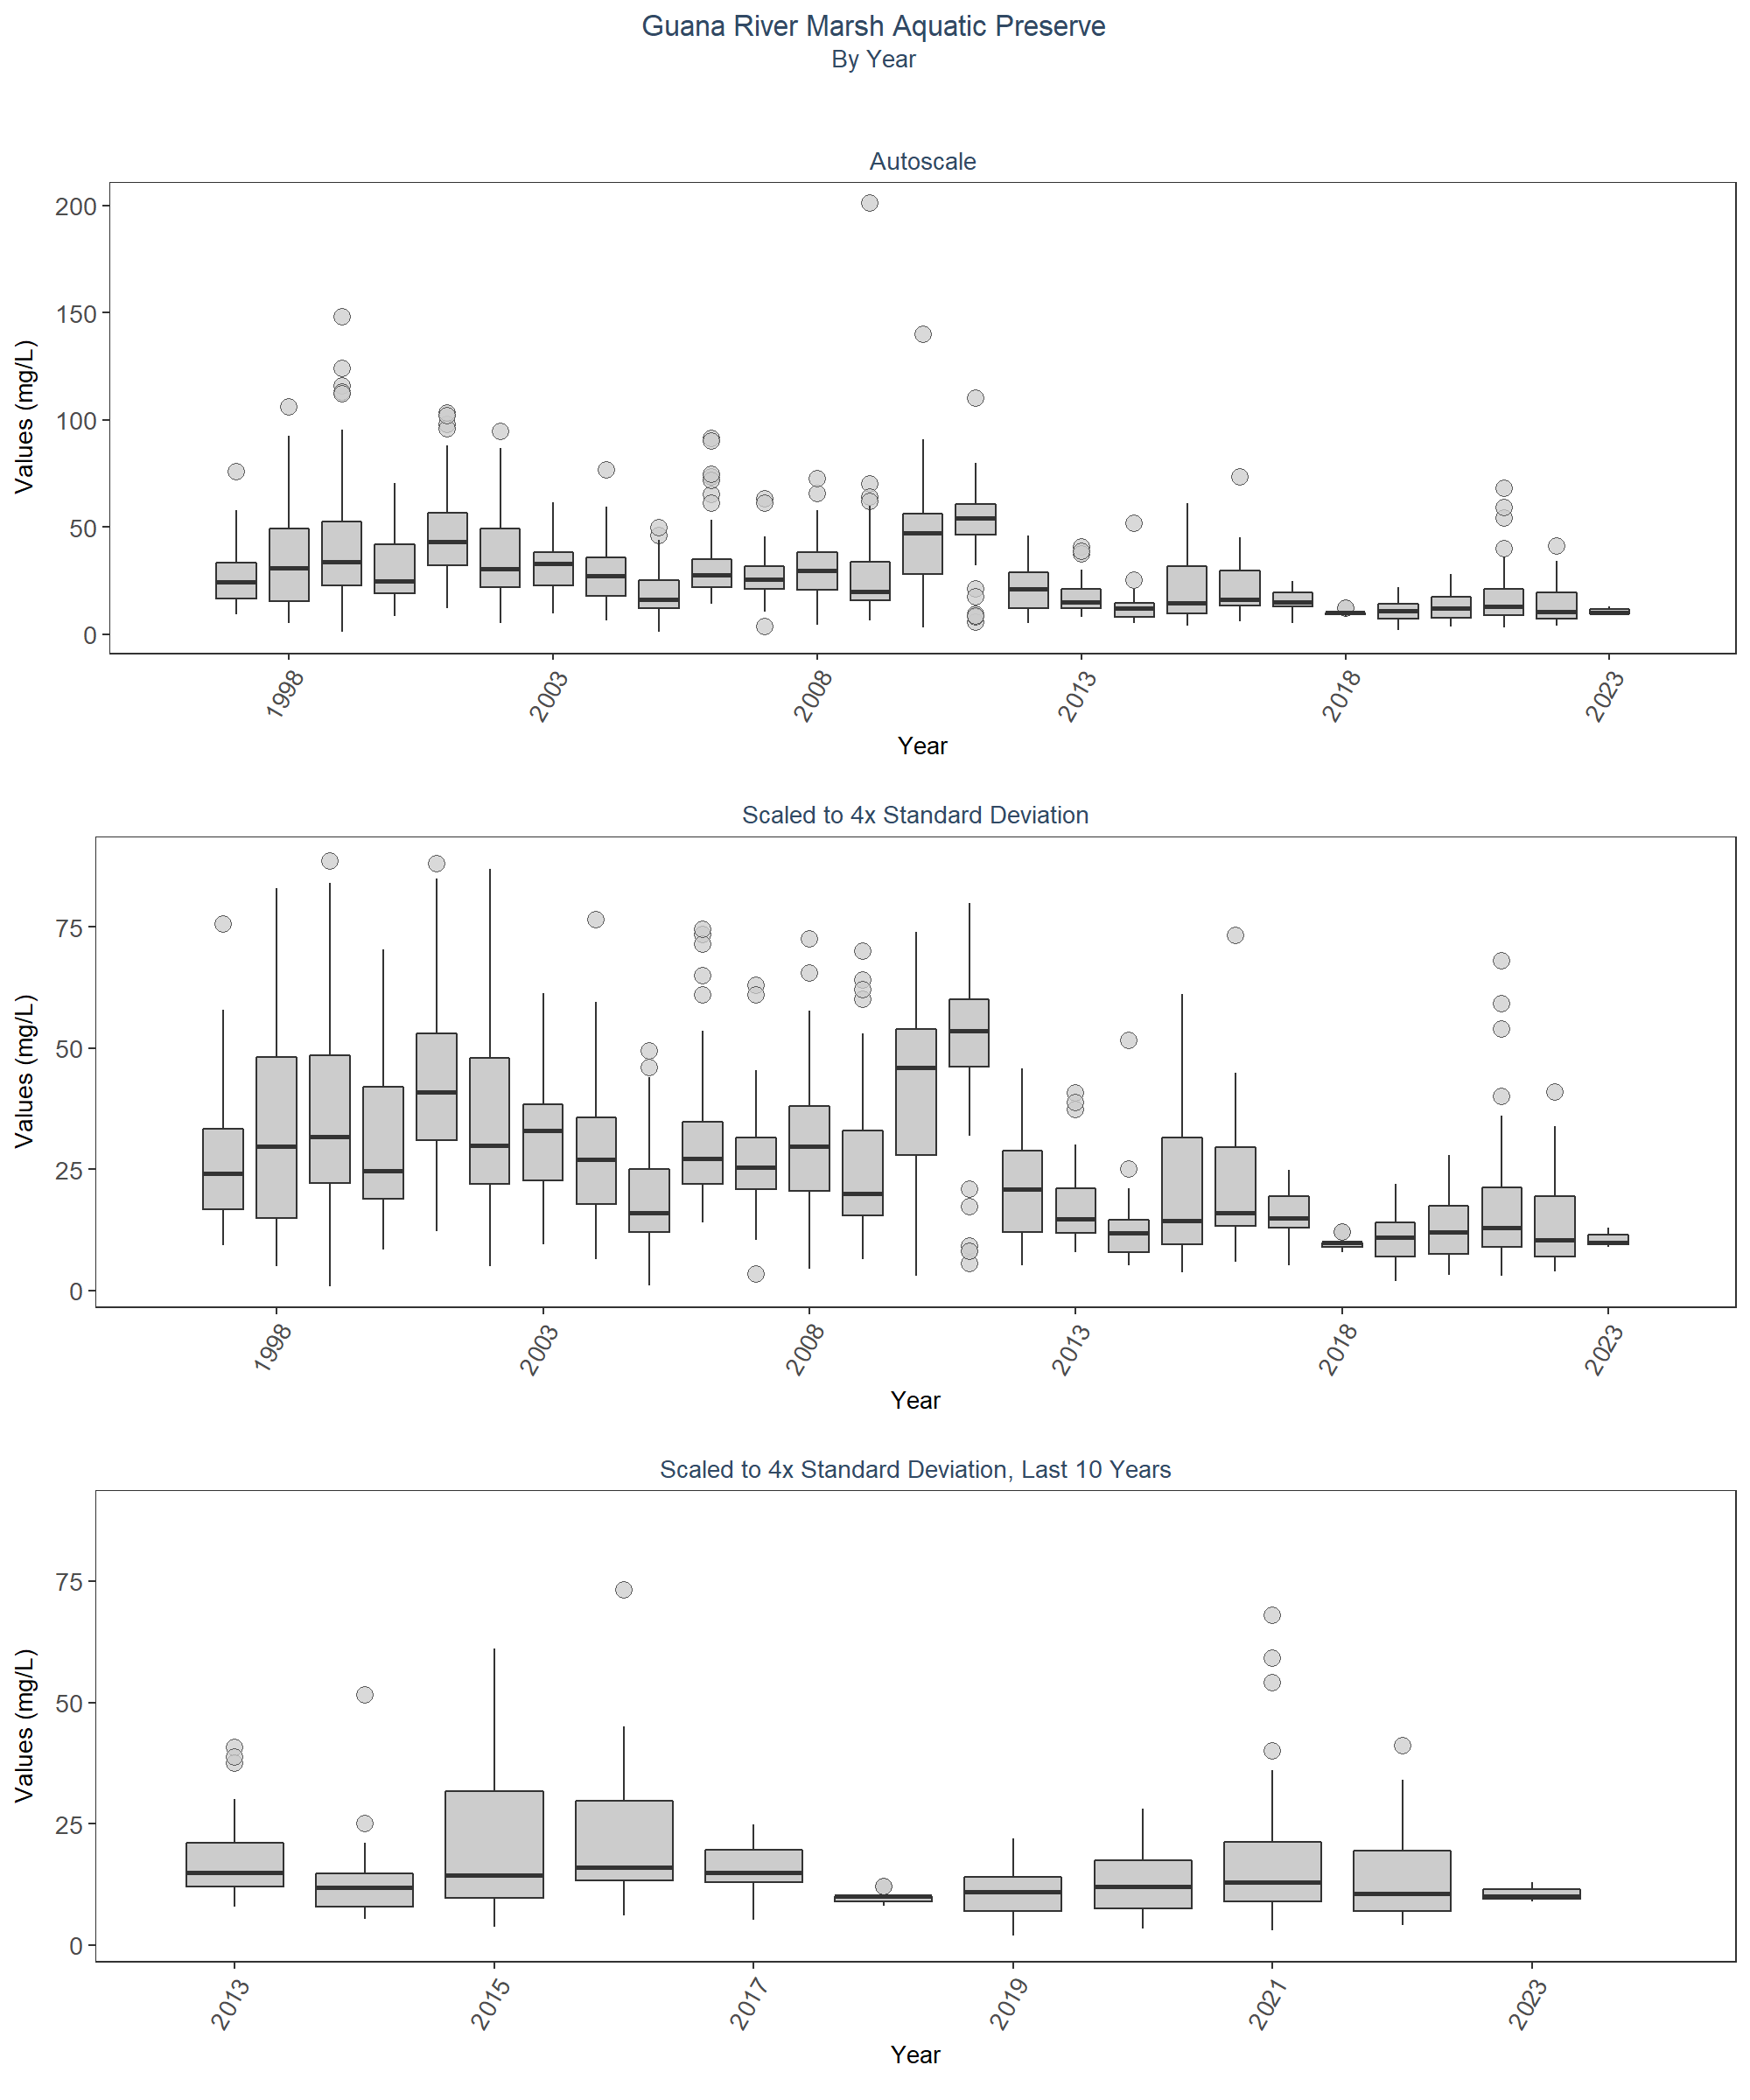 Guana River Marsh Aquatic Preserve
By Year
Autoscale
Values (mg/L)
200
150
100
50
0
1998 2003 2008 2013 2018 2023
Year
Scaled to 4x Standard Deviation
Values (mg/L)
75
50
25
0
1998 2003 2008 2013 2018 2023
Year
Scaled to 4x Standard Deviation, Last 10 Years
Values (mg/L)
75
50
25
0
2013 2015 2017 2019 2021 2023
Year